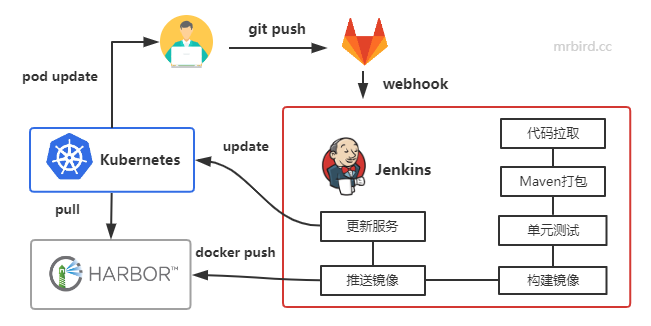 git push
mrbird.cc
pod update
webhook
代码拉取
Kubernetes
update
Jenkins
Maven打包
pull
更新服务
单元测试
docker push
HARBOR™
推送镜像
构建镜像